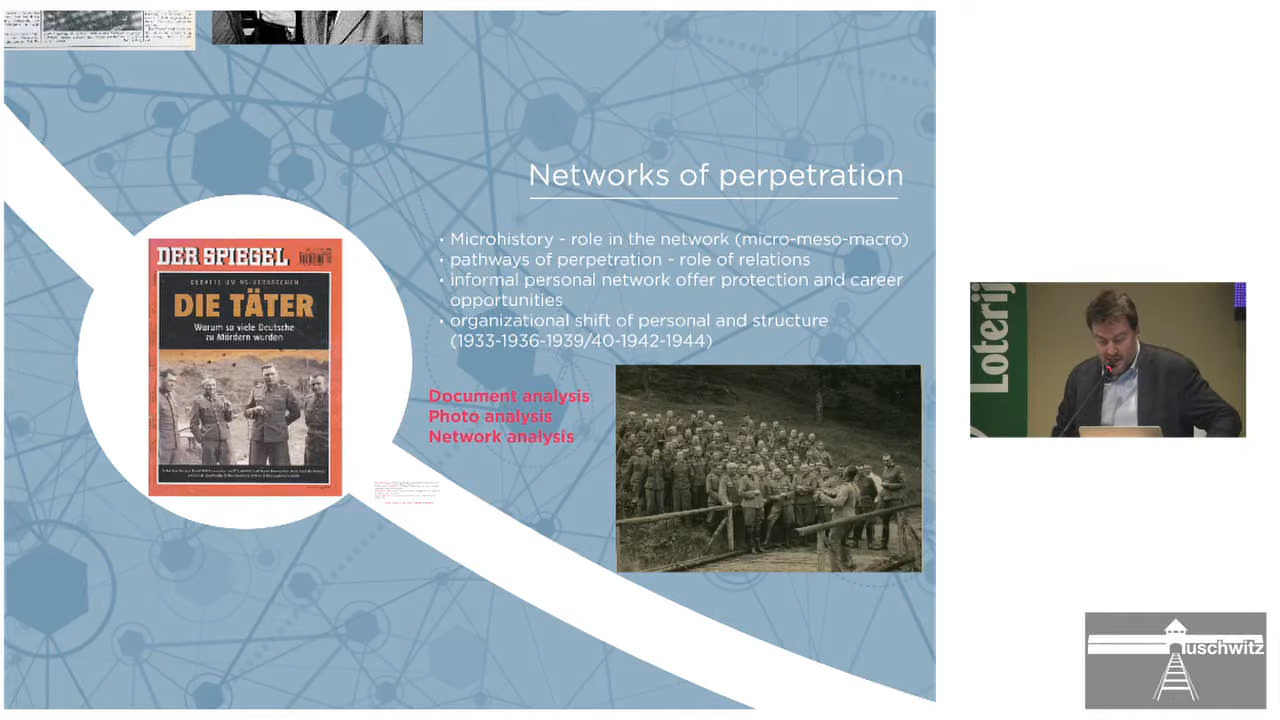 Networks of perpetration
• Microhistory - role in the network (micro-meso-macro)
• pathways of perpetration - role of relations
• informal personal network offer protection and career
opportunities
• organizational shift of personal and structure
(1933-1936-1939/40-1942-1944)
Document analysis
Photo analysis
Network analysis
DER SPIEGEL
DEBATTE UM NS-VERBRECHEN
DIE TÄTER
Warum so viele Deutsche
zu Mördern wurden
Loterij
uschwitz